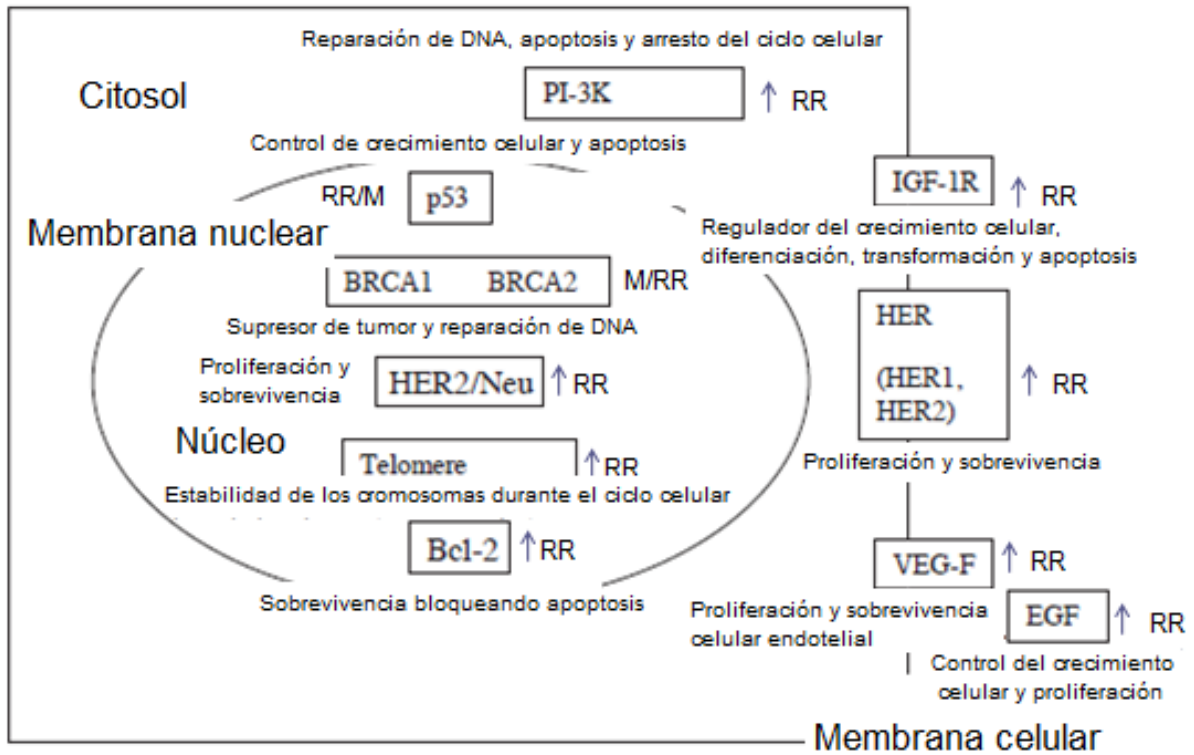 Reparación de DNA, apoptosis y arresto del ciclo celular
Citosol
PI-3K
↑ RR
Control de crecimiento celular y apoptosis
RR/M
p53
IGF-1R
↑ RR
Membrana nuclear
Regulador del crecimiento celular,
diferenciación, transformación y apoptosis
BRCA1 BRCA2
M/RR
Supresor de tumor y reparación de DNA
HER
(HER1,
HER2)
↑ RR
Proliferación y
sobrevivencia
HER2/Neu
↑ RR
Núcleo
Telomere
↑ RR
Proliferación y sobrevivencia
Estabilidad de los cromosomas durante el ciclo celular
Bcl-2
↑ RR
VEG-F
↑ RR
Sobrevivencia bloqueando apoptosis
Proliferación y sobrevivencia
celular endotelial
EGF
↑ RR
Control del crecimiento
celular y proliferación
Membrana celular